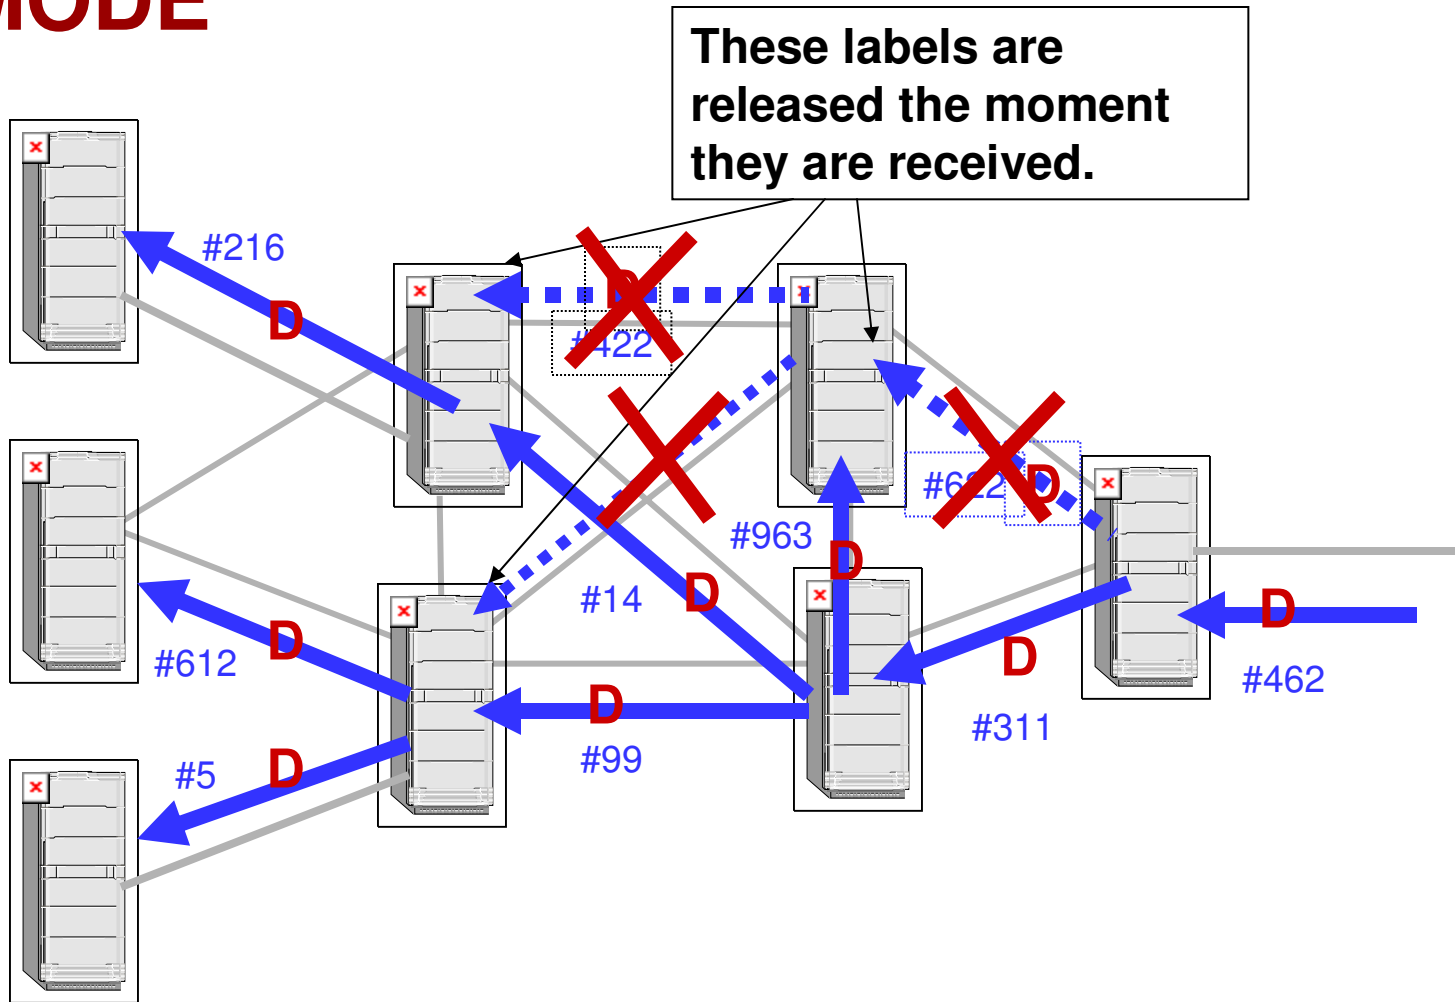 MODE
These labels are
released the moment
they are received.
#216
D
D
#422
#622
D
#963
D
#14
D
D
#612
D
#462
D
#311
D
#99
#5
D